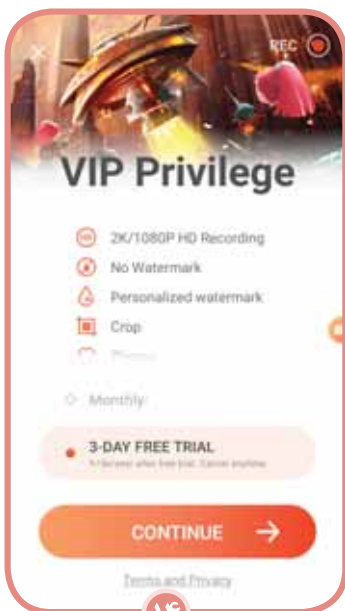 REC
VIP Privilege
2K/1080P HD Recording
No Watermark
Personalized watermark
Crop
Monthly
3-DAY FREE TRIAL
CONTINUE
Terms and Privacy
۱۴